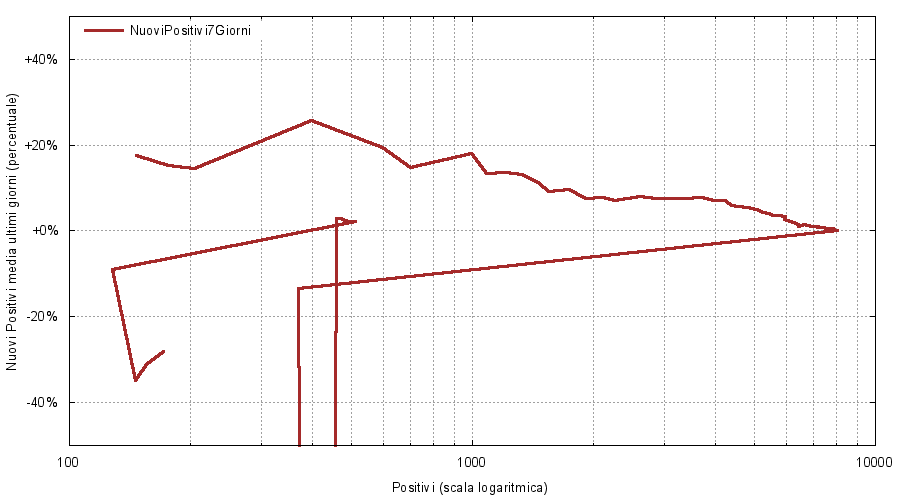 NuoviPositivi7Giorni
+40%
+20%
+0%
-20%
-40%
Nuovi Positivi media ultimi giorni (percentuale)
100 1000 10000
Positivi (scala logaritmica)